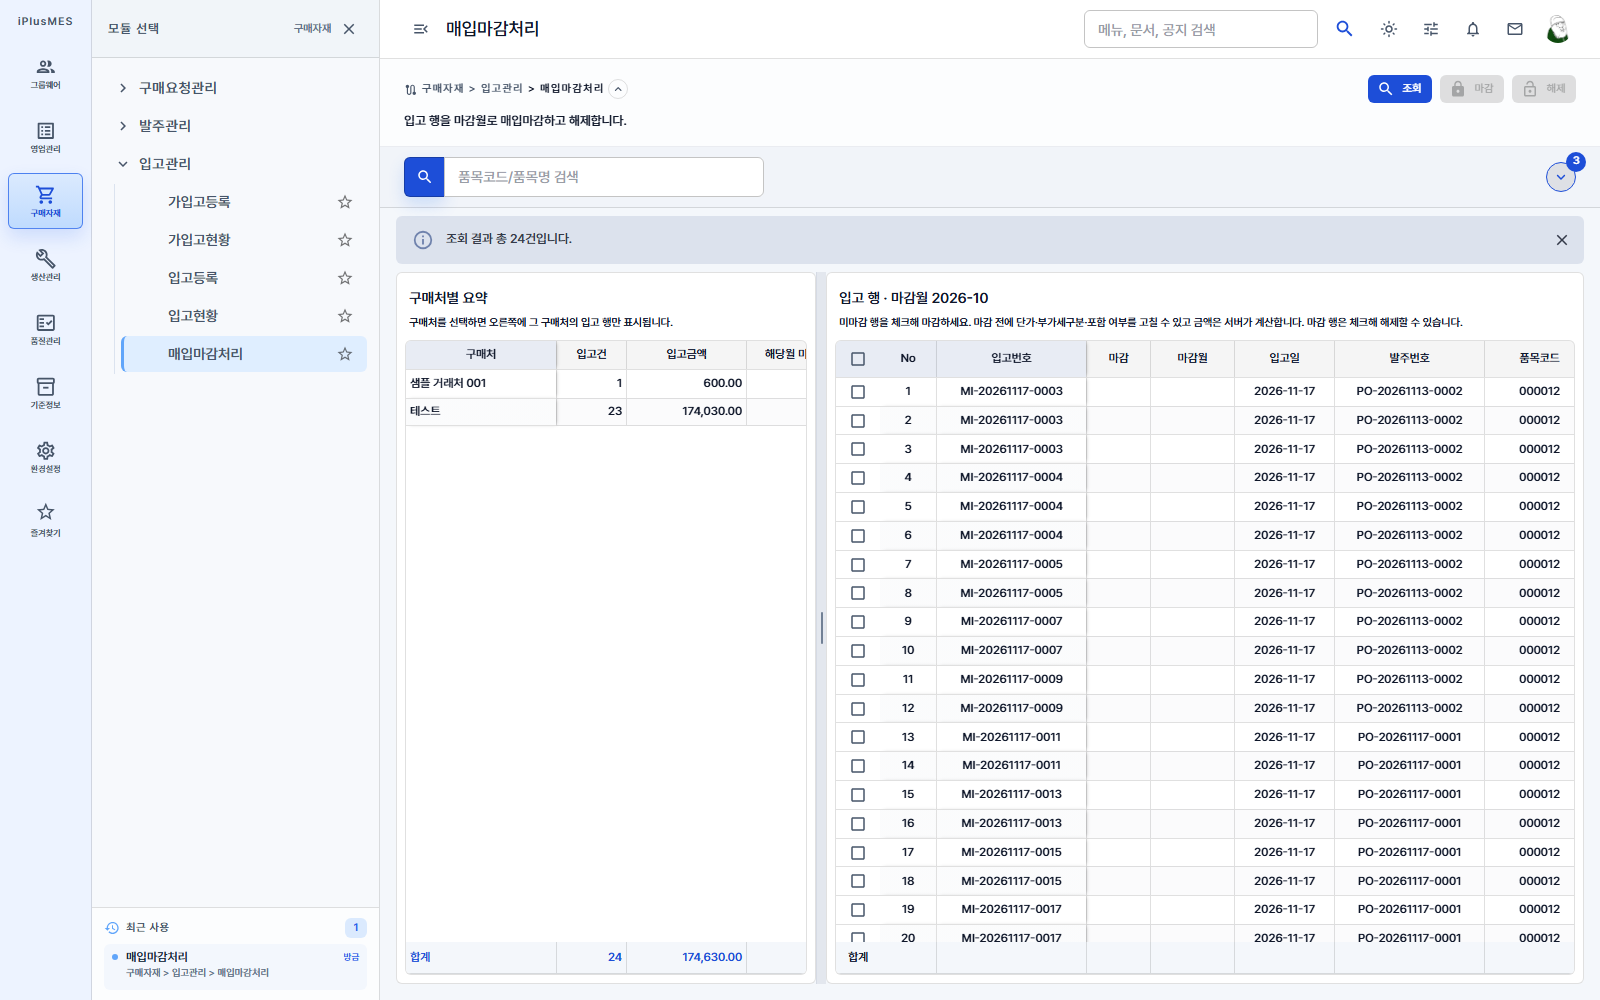 iPlusMES
그룹웨어
영업관리
구매자재
생산관리
품질관리
기준정보
환경설정
즐겨찾기
모듈 선택
구매자재
구매요청관리
발주관리
입고관리
가입고등록
가입고현황
입고등록
입고현황
매입마감처리
최근 사용
1
매입마감처리
방금
구매자재 > 입고관리 > 매입마감처리
매입마감처리
메뉴, 문서, 공지 검색
구매자재 > 입고관리 > 매입마감처리
조회
마감
해제
입고 행을 마감월로 매입마감하고 해제합니다.
품목코드/품목명 검색
3
조회 결과 총 24건입니다.
구매처별 요약
구매처를 선택하면 오른쪽에 그 구매처의 입고 행만 표시됩니다.
구매처 입고건 입고금액 해당월 마
샘플 거래처 001 1 600.00
테스트 23 174,030.00
합계 24 174,630.00
입고 행 · 마감월 2026-10
미마감 행을 체크해 마감하세요. 마감 전에 단가·부가세구분·포함 여부를 고칠 수 있고 금액은 서버가 계산합니다. 마감 행은 체크해 해제할 수 있습니다.
No 입고번호 마감 마감월 입고일 발주번호 품목코드
1 MI-20261117-0003 2026-11-17 PO-20261113-0002 000012
2 MI-20261117-0003 2026-11-17 PO-20261113-0002 000012
3 MI-20261117-0003 2026-11-17 PO-20261113-0002 000012
4 MI-20261117-0004 2026-11-17 PO-20261113-0002 000012
5 MI-20261117-0004 2026-11-17 PO-20261113-0002 000012
6 MI-20261117-0004 2026-11-17 PO-20261113-0002 000012
7 MI-20261117-0005 2026-11-17 PO-20261113-0002 000012
8 MI-20261117-0005 2026-11-17 PO-20261113-0002 000012
9 MI-20261117-0007 2026-11-17 PO-20261113-0002 000012
10 MI-20261117-0007 2026-11-17 PO-20261113-0002 000012
11 MI-20261117-0009 2026-11-17 PO-20261113-0002 000012
12 MI-20261117-0009 2026-11-17 PO-20261113-0002 000012
13 MI-20261117-0011 2026-11-17 PO-20261117-0001 000012
14 MI-20261117-0011 2026-11-17 PO-20261117-0001 000012
15 MI-20261117-0013 2026-11-17 PO-20261117-0001 000012
16 MI-20261117-0013 2026-11-17 PO-20261117-0001 000012
17 MI-20261117-0015 2026-11-17 PO-20261117-0001 000012
18 MI-20261117-0015 2026-11-17 PO-20261117-0001 000012
19 MI-20261117-0017 2026-11-17 PO-20261117-0001 000012
20 MI-20261117-0017 2026-11-17 PO-20261117-0001 000012
합계